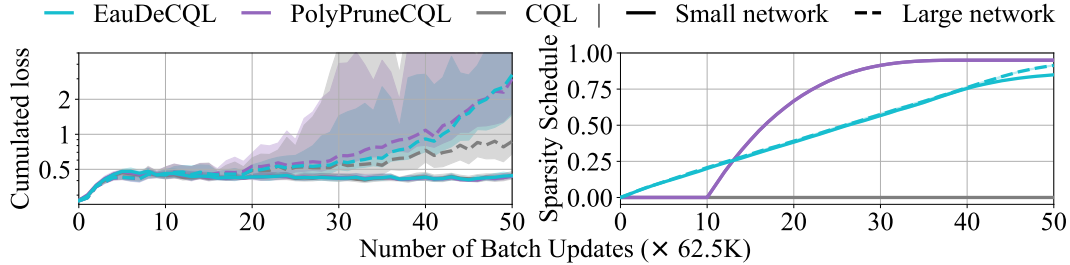 EauDeCQL PolyPruneCQL CQL | Small network Large network
Cumulated loss
2
1
0.5
0 10 20 30 40 50
Sparsity Schedule
1.00
0.75
0.50
0.25
0.00
0 10 20 30 40 50
Number of Batch Updates (× 62.5K)